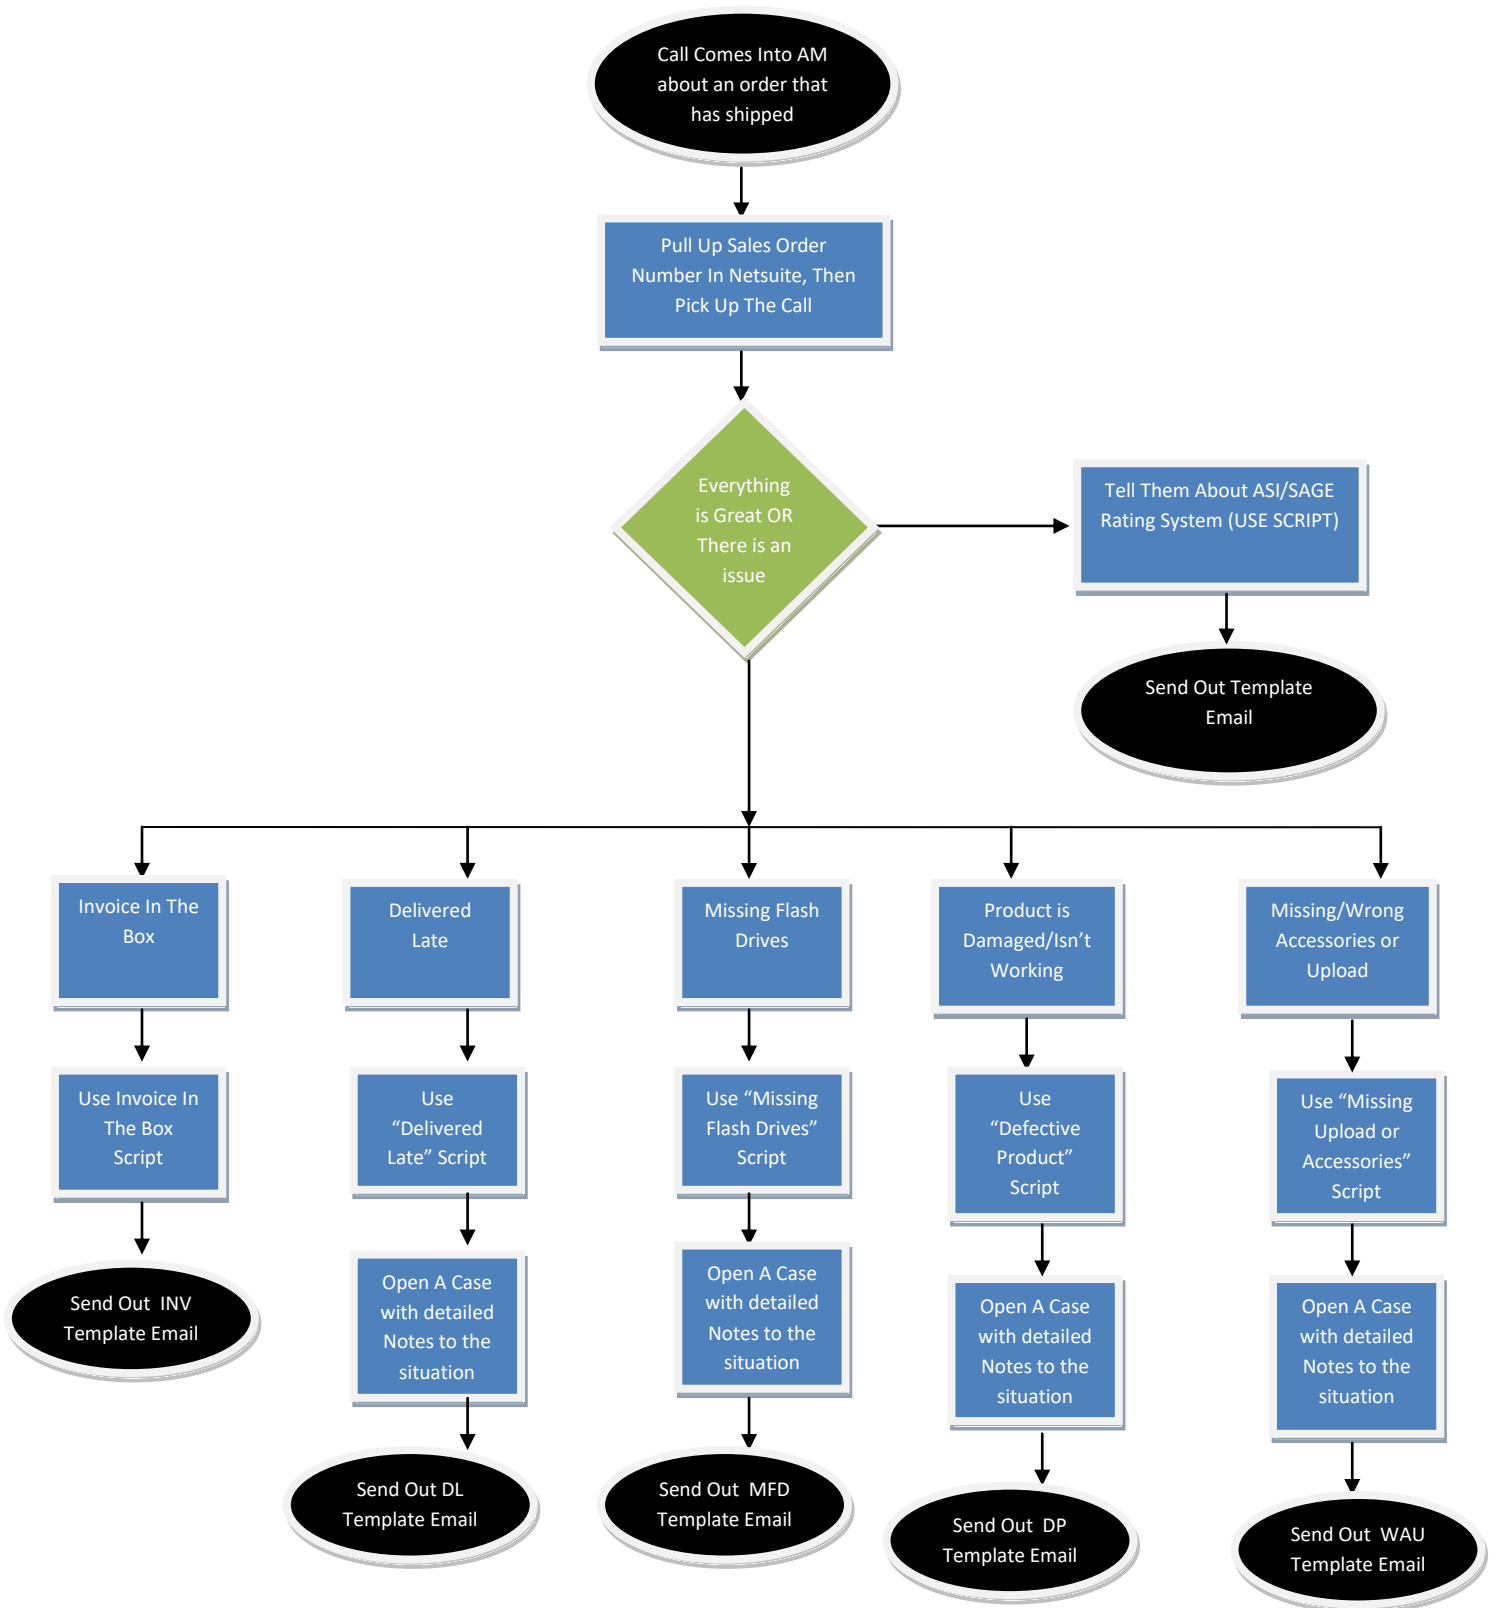 Call Comes Into AM
about an order that
has shipped
Pull Up Sales Order
Number In Netsuite, Then
Pick Up The Call
Everything
is Great OR
There is an
issue
Tell Them About ASI/SAGE
Rating System (USE SCRIPT)
Send Out Template
Email
Invoice In The
Box
Delivered
Late
Missing Flash
Drives
Product is
Damaged/Isn’t
Working
Missing/Wrong
Accessories or
Upload
Use Invoice In
The Box
Script
Use
“Delivered
Late” Script
Use “Missing
Flash Drives”
Script
Use
“Defective
Product”
Script
Use “Missing
Upload or
Accessories”
Script
Send Out INV
Template Email
Open A Case
with detailed
Notes to the
situation
Open A Case
with detailed
Notes to the
situation
Open A Case
with detailed
Notes to the
situation
Open A Case
with detailed
Notes to the
situation
Send Out DL
Template Email
Send Out MFD
Template Email
Send Out DP
Template Email
Send Out WAU
Template Email